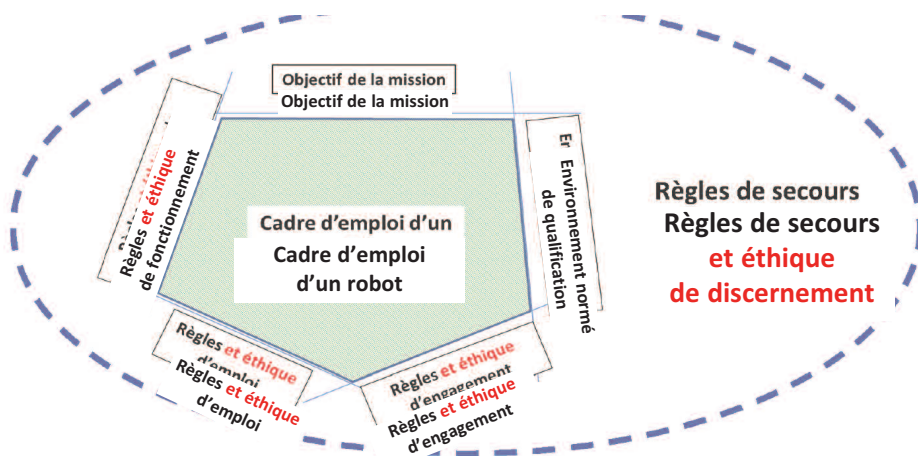 Objectif de la mission
Objectif de la mission
Règles et éthique
de fonctionnement
Er
Environnement normé
de qualification
Cadre d'emploi d'un
Cadre d'emploi
d'un robot
Règles de secours
Règles de secours
et éthique
de discernement
Règles et éthique
d'emploi
Règles et éthique
d'emploi
Règles et éthique
d'engagement
Règles et éthique
d'engagement